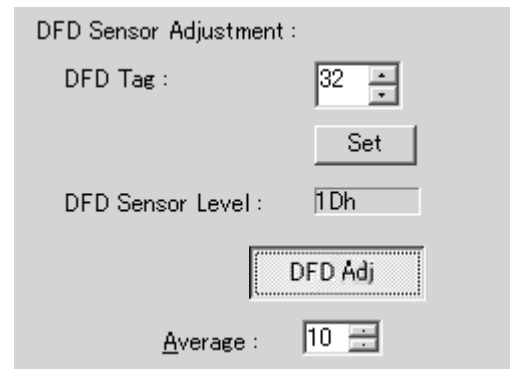 DFD Sensor Adjustment :
DFD Tag : 32
Set
DFD Sensor Level : 1Dh
DFD Adj
Average : 10